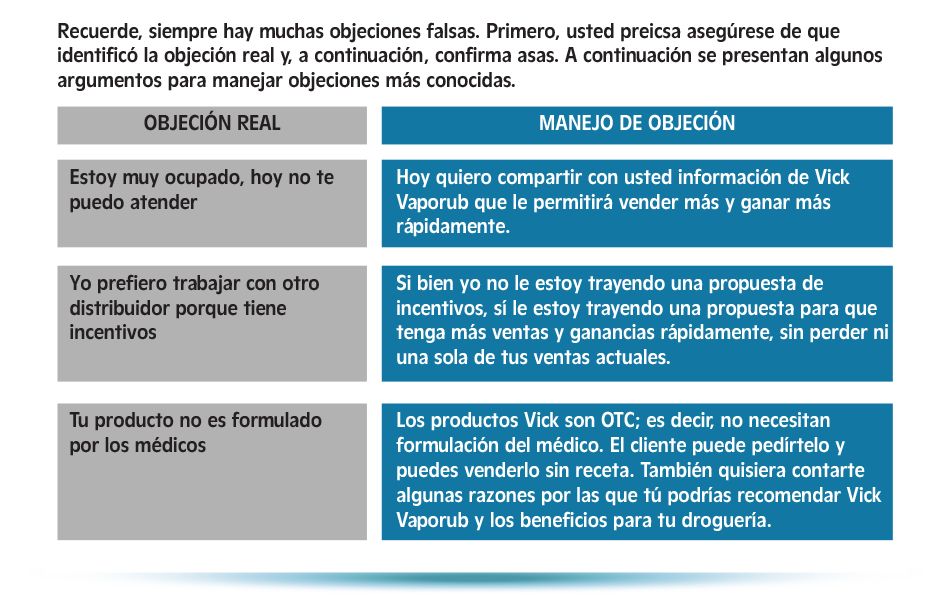 Recuerde, siempre hay muchas objeciones falsas. Primero, usted preicsa asegúrese de que
identificó la objeción real y, a continuación, confirma asas. A continuación se presentan algunos
argumentos para manejar objeciones más conocidas.
OBJECIÓN REAL
MANEJO DE OBJECIÓN
Estoy muy ocupado, hoy no te
puedo atender
Hoy quiero compartir con usted información de Vick
Vaporub que le permitirá vender más y ganar más
rápidamente.
Yo prefiero trabajar con otro
distribuidor porque tiene
incentivos
Si bien yo no le estoy trayendo una propuesta de
incentivos, sí le estoy trayendo una propuesta para que
tenga más ventas y ganancias rápidamente, sin perder ni
una sola de tus ventas actuales.
Tu producto no es formulado
por los médicos
Los productos Vick son OTC; es decir, no necesitan
formulación del médico. El cliente puede pedírtelo y
puedes venderlo sin receta. También quisiera contarte
algunas razones por las que tú podrías recomendar Vick
Vaporub y los beneficios para tu droguería.